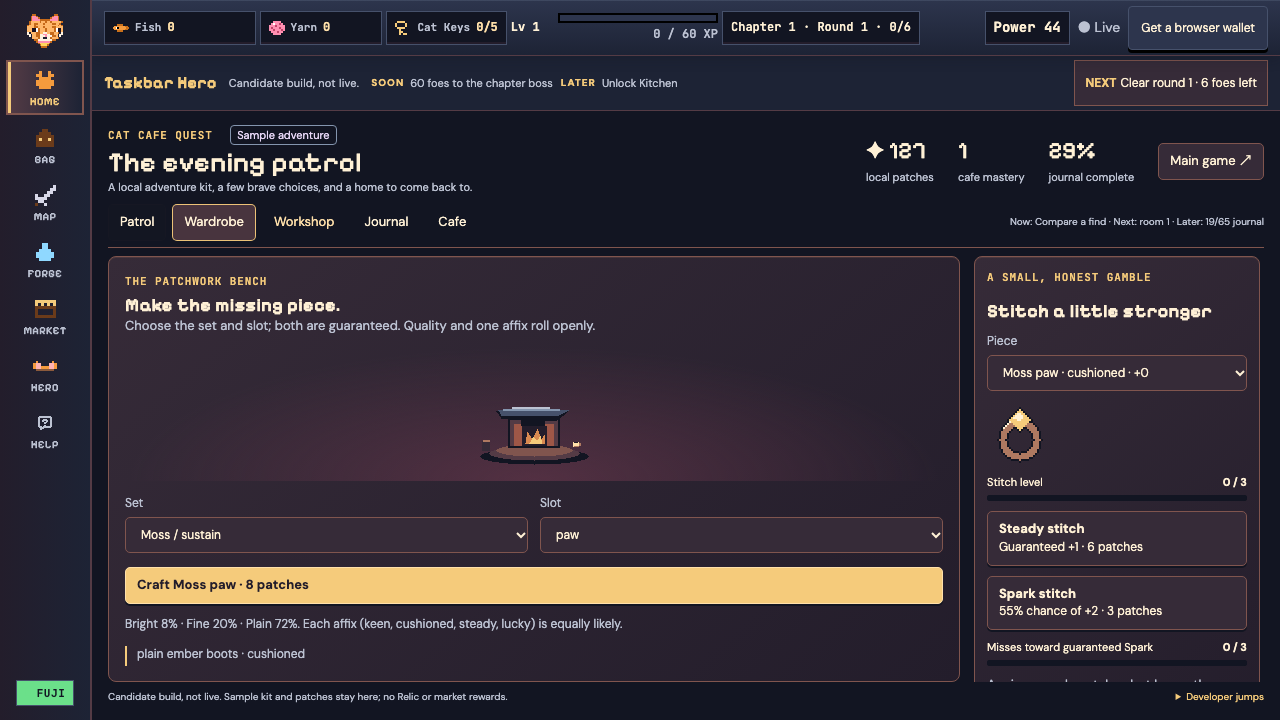 Fish 0
Yarn 0
Cat Keys 0/5
Lv 1
0 / 60 XP
Chapter 1 · Round 1 · 0/6
Power 44
Live
Get a browser wallet
HOME
BAG
MAP
FORGE
MARKET
HERO
HELP
FUJI
Taskbar Hero
Candidate build, not live.
SOON 60 foes to the chapter boss
LATER Unlock Kitchen
NEXT Clear round 1 · 6 foes left
CAT CAFE QUEST
Sample adventure
The evening patrol
A local adventure kit, a few brave choices, and a home to come back to.
✦ 127
local patches
1
cafe mastery
29%
journal complete
Main game ↗
Patrol
Wardrobe
Workshop
Journal
Cafe
Now: Compare a find · Next: room 1 · Later: 19/65 journal
THE PATCHWORK BENCH
Make the missing piece.
Choose the set and slot; both are guaranteed. Quality and one affix roll openly.
Set
Moss / sustain
Slot
paw
Craft Moss paw · 8 patches
Bright 8% · Fine 20% · Plain 72%. Each affix (keen, cushioned, steady, lucky) is equally likely.
plain ember boots · cushioned
A SMALL, HONEST GAMBLE
Stitch a little stronger
Piece
Moss paw · cushioned · +0
Stitch level 0 / 3
Steady stitch
Guaranteed +1 · 6 patches
Spark stitch
55% chance of +2 · 3 patches
Misses toward guaranteed Spark 0 / 3
Candidate build, not live. Sample kit and patches stay here; no Relic or market rewards.
▶ Developer jumps